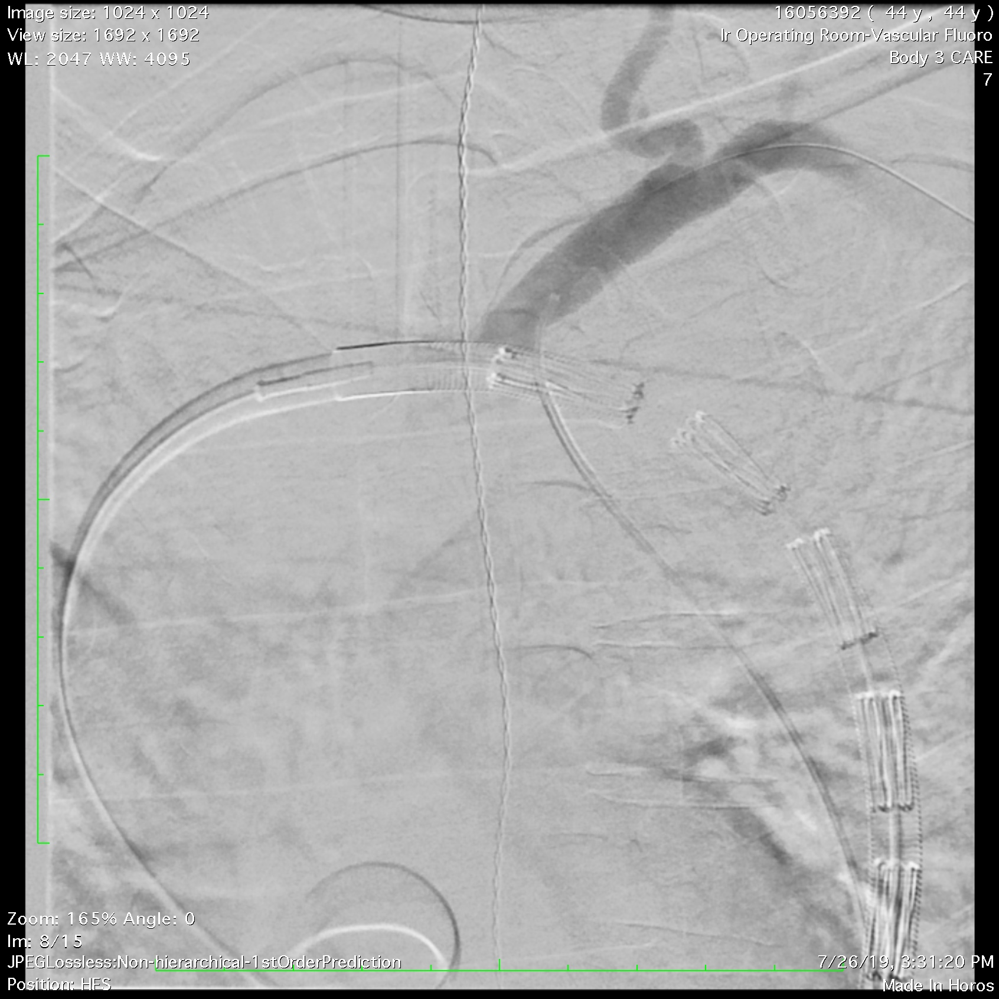 Image size: 1024 x 1024
View size: 1692 x 1692
WL: 2047 WW: 4095
16056392 ( 44 y , 44 y )
Ir Operating Room-Vascular Fluoro
Body 3 CARE
7
Zoom: 165% Angle: 0
Im: 8/15
JPEGLossless:Non-hierarchical-1stOrderPrediction
Position: HFS
7/26/19, 3:31:20 PM
Made In Horos